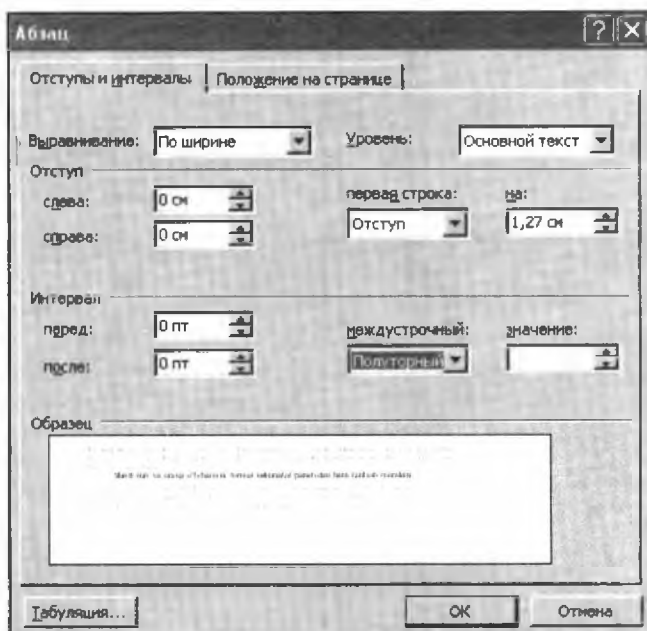 Абзац
Отступы и интервалы Положение на странице
Выравнивание: По ширине Уровень: Основной текст
Отступ
слева: 0 см первая строка: на:
справа: 0 см Отступ 1,27 см
Интервал
перед: 0 пт междустрочный: значение:
после: 0 пт Полуторный
Образец
Табуляция... ОК Отмена